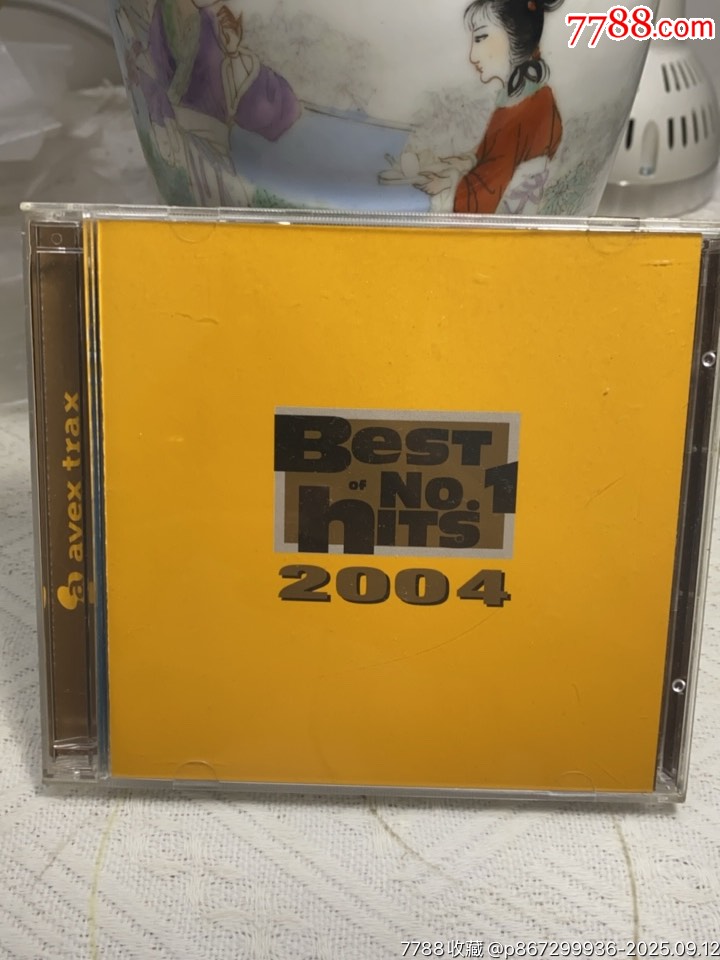 7788.com
avex trax
Best
of No.1
hits
2004
7788收藏 @p867299936-2025.09.12